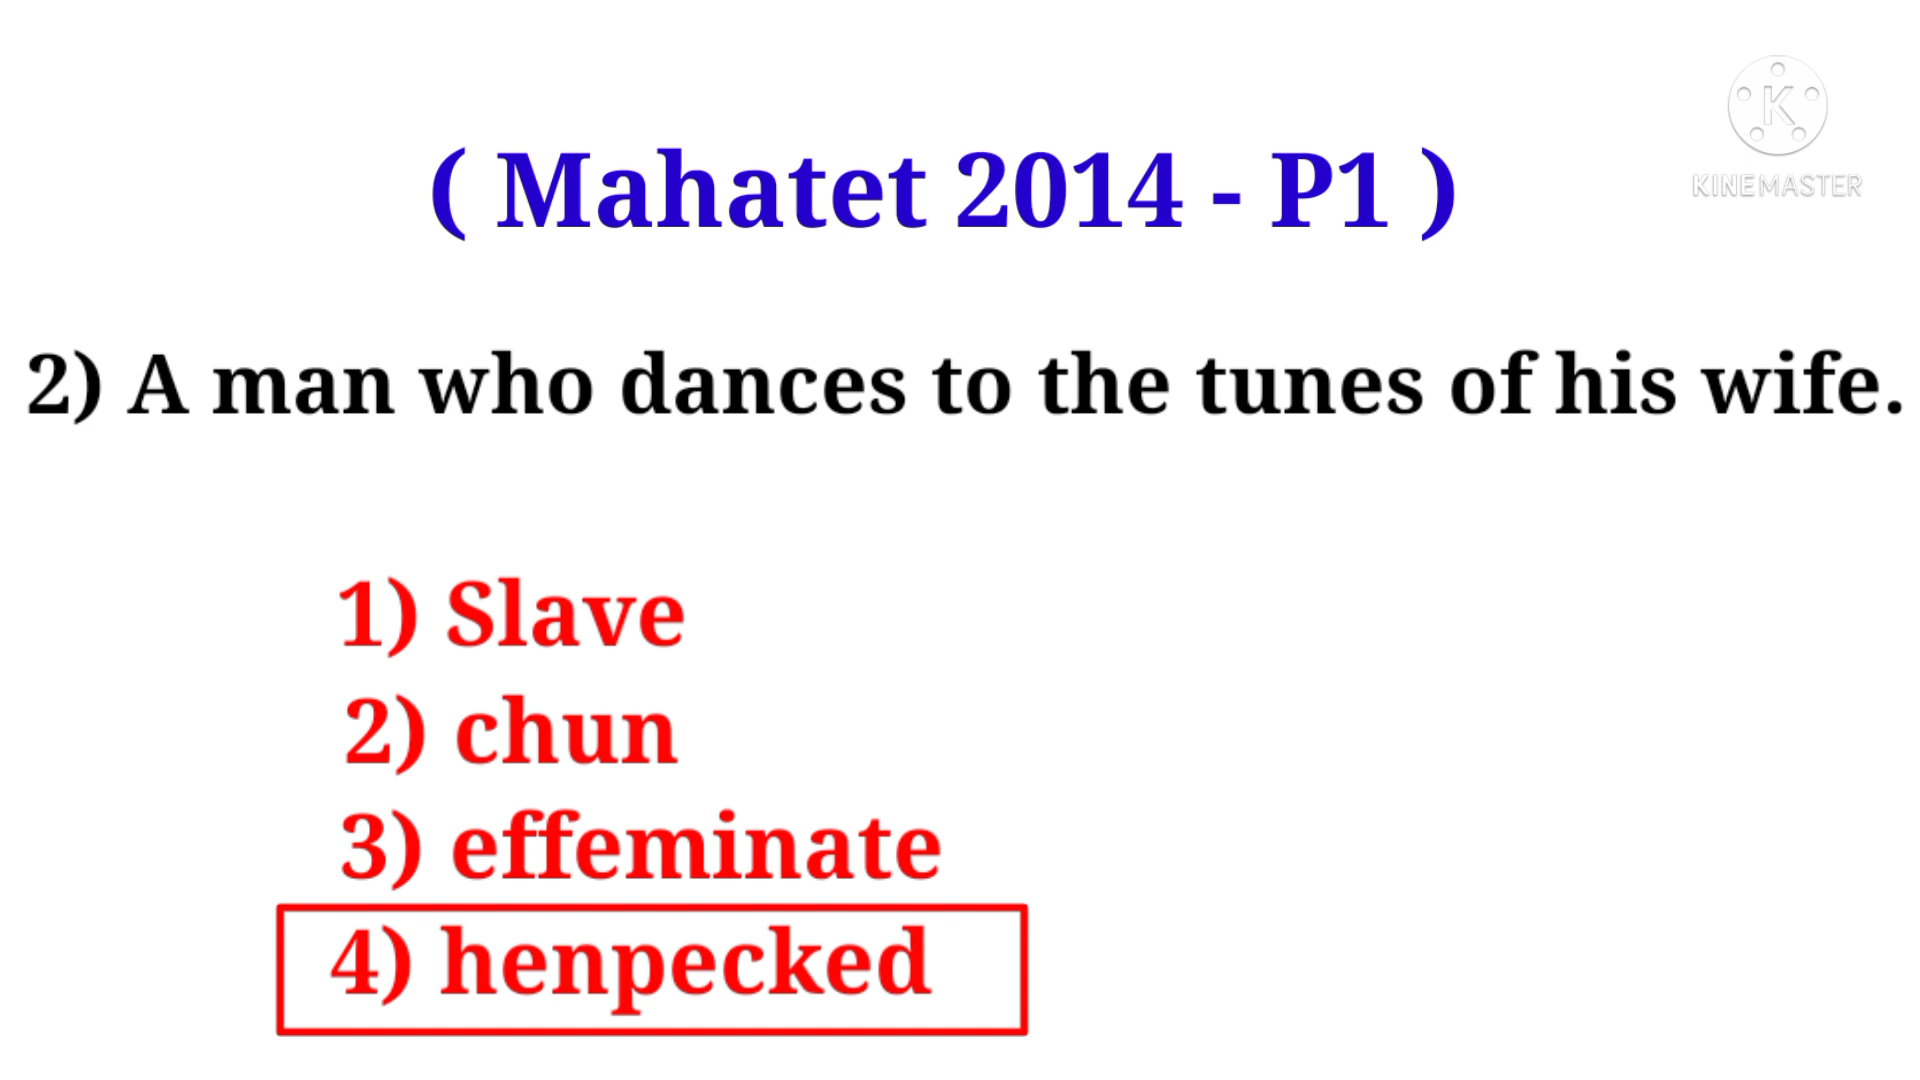 K
KINEMASTER
( Mahatet 2014 - P1 )
2) A man who dances to the tunes of his wife.
1) Slave
2) chun
3) effeminate
4) henpecked